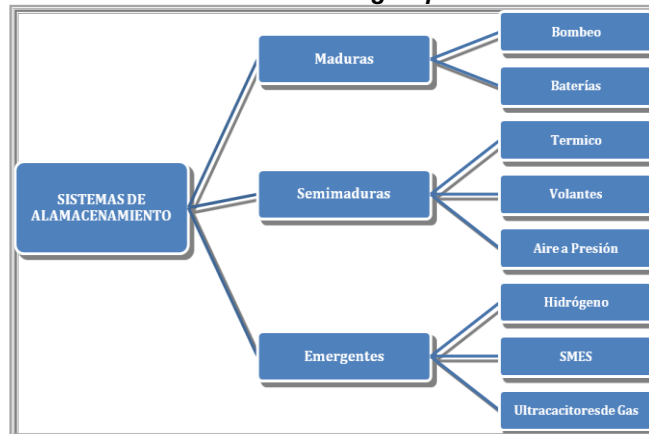 Maduras
Bombeo
Baterías
SISTEMAS DE
ALAMACENAMIENTO
Semimaduras
Termico
Volantes
Aire a Presión
Emergentes
Hidrógeno
SMES
Ultracacitoresde Gas